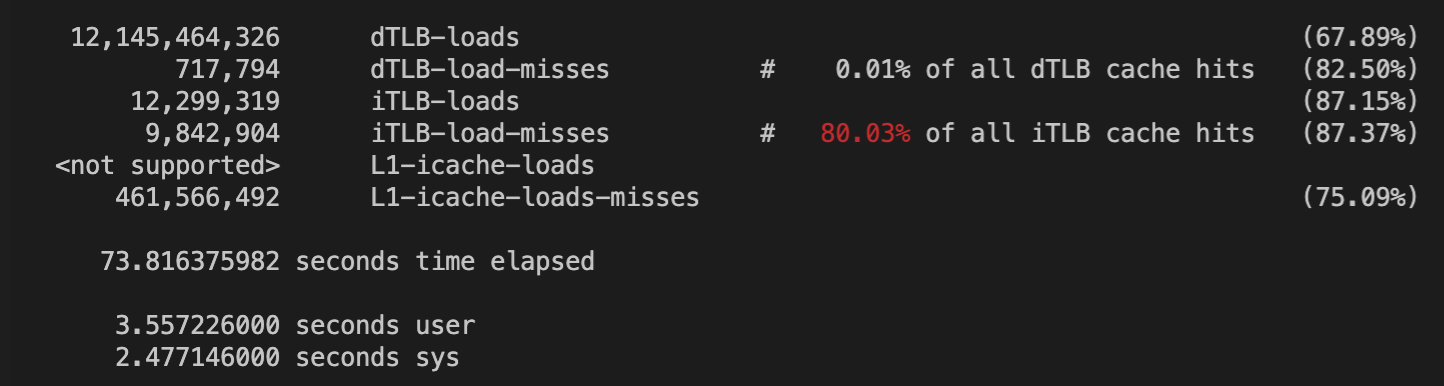 12,145,464,326 dTLB-loads (67.89%)
717,794 dTLB-load-misses # 0.01% of all dTLB cache hits (82.50%)
12,299,319 iTLB-loads (87.15%)
9,842,904 iTLB-load-misses # 80.03% of all iTLB cache hits (87.37%)
<not supported> L1-icache-loads
461,566,492 L1-icache-loads-misses (75.09%)
73.816375982 seconds time elapsed
3.557226000 seconds user
2.477146000 seconds sys